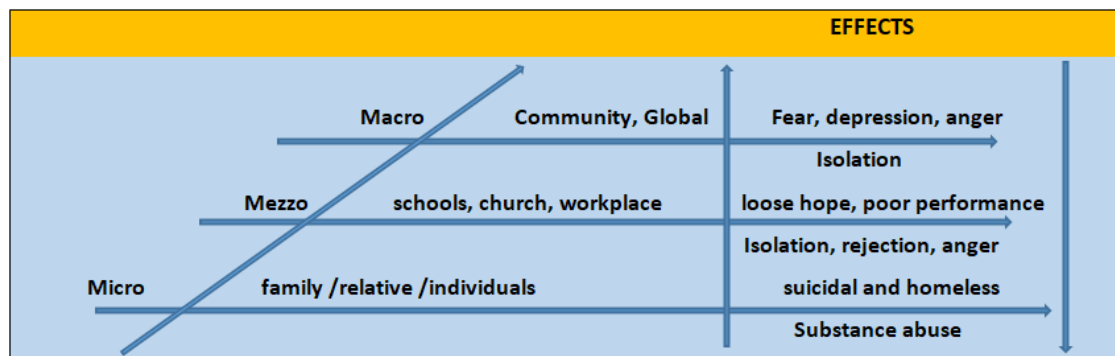 EFFECTS
Macro Community, Global Fear, depression, anger
Isolation
Mezzo schools, church, workplace loose hope, poor performance
Isolation, rejection, anger
Micro family /relative /individuals suicidal and homeless
Substance abuse